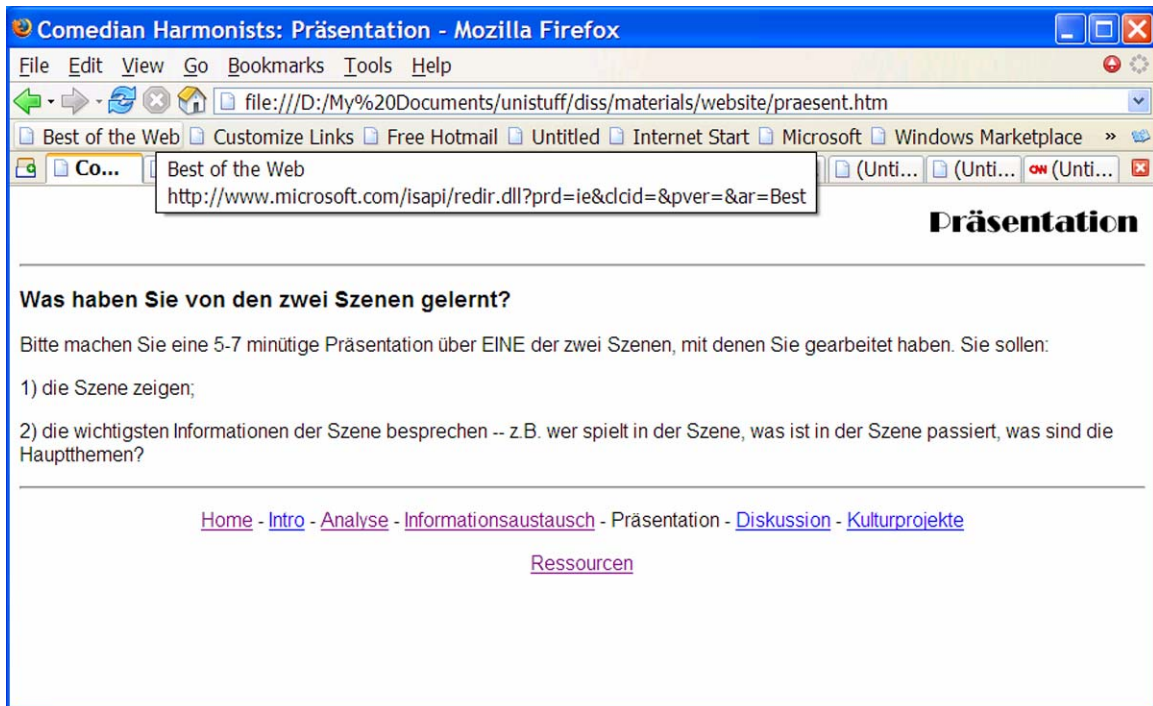 Comedian Harmonists: Präsentation - Mozilla Firefox
File Edit View Go Bookmarks Tools Help
file:///D:/My%20Documents/unistuff/diss/materials/website/praesent.htm
Best of the Web Customize Links Free Hotmail Untitled Internet Start Microsoft Windows Marketplace »
Co... (Unti... (Unti... CNN (Unti...
Best of the Web
http://www.microsoft.com/isapi/redir.dll?prd=ie&clcid=&pver=&ar=Best
Präsentation
Was haben Sie von den zwei Szenen gelernt?
Bitte machen Sie eine 5-7 minütige Präsentation über EINE der zwei Szenen, mit denen Sie gearbeitet haben. Sie sollen:
1) die Szene zeigen;
2) die wichtigsten Informationen der Szene besprechen -- z.B. wer spielt in der Szene, was ist in der Szene passiert, was sind die
Hauptthemen?
Home - Intro - Analyse - Informationsaustausch - Präsentation - Diskussion - Kulturprojekte
Ressourcen